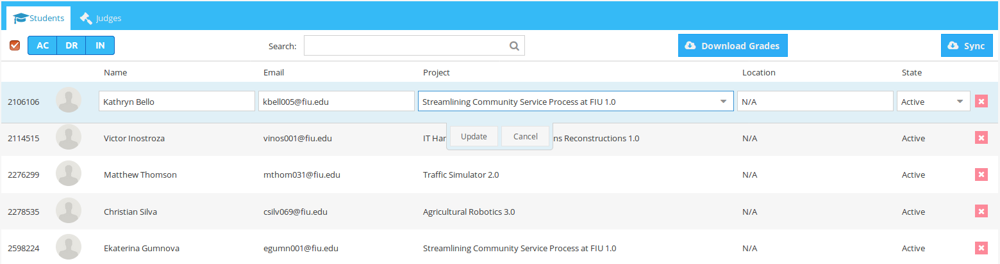 Students Judges
AC DR IN Search: Download Grades Sync
Name Email Project Location State
2106106 Kathryn Bello kbell005@fiu.edu Streamlining Community Service Process at FIU 1.0 N/A Active
Update Cancel
2114515 Victor Inostroza vinos001@fiu.edu IT Har ns Reconstructions 1.0 N/A Active
2276299 Matthew Thomson mthom031@fiu.edu Traffic Simulator 2.0 N/A Active
2278535 Christian Silva csilv069@fiu.edu Agricultural Robotics 3.0 N/A Active
2598224 Ekaterina Gumnova egumn001@fiu.edu Streamlining Community Service Process at FIU 1.0 N/A Active